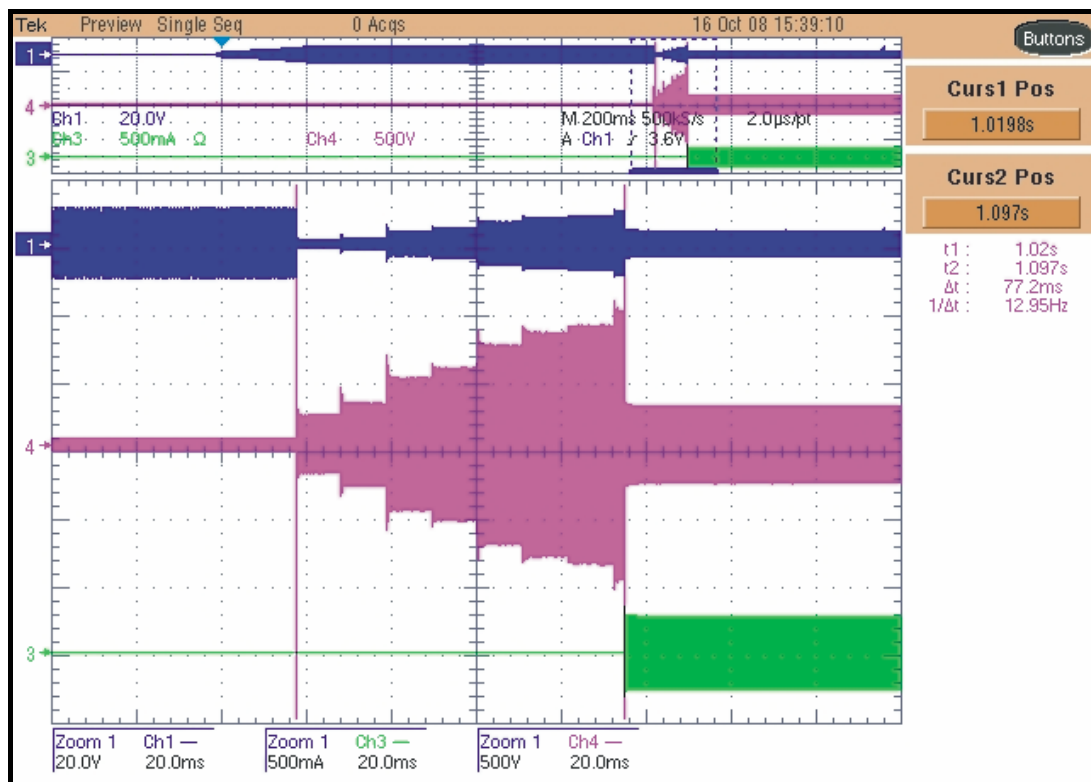 Tek Preview Single Seq 0 Acqs 16 Oct 08 15:39:10
Buttons
1
4
Ch1 20.0V M 200ms 500kS/s 2.0µs/pt
Ch3 500mA Ω Ch4 500V A Ch1 ∫ 3.6V
3
Curs1 Pos
1.0198s
Curs2 Pos
1.097s
t1 : 1.02s
t2 : 1.097s
Δt : 77.2ms
1/Δt : 12.95Hz
1
4
3
Zoom 1 Ch1 — Zoom 1 Ch3 — Zoom 1 Ch4 —
20.0V 20.0ms 500mA 20.0ms 500V 20.0ms